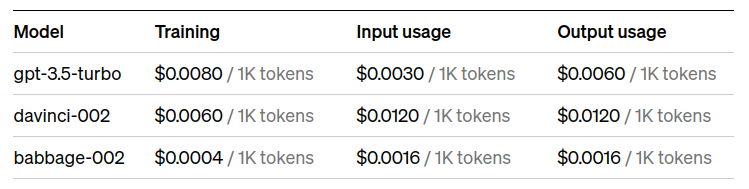 Model Training Input usage Output usage
gpt-3.5-turbo $0.0080 / 1K tokens $0.0030 / 1K tokens $0.0060 / 1K tokens
davinci-002 $0.0060 / 1K tokens $0.0120 / 1K tokens $0.0120 / 1K tokens
babbage-002 $0.0004 / 1K tokens $0.0016 / 1K tokens $0.0016 / 1K tokens